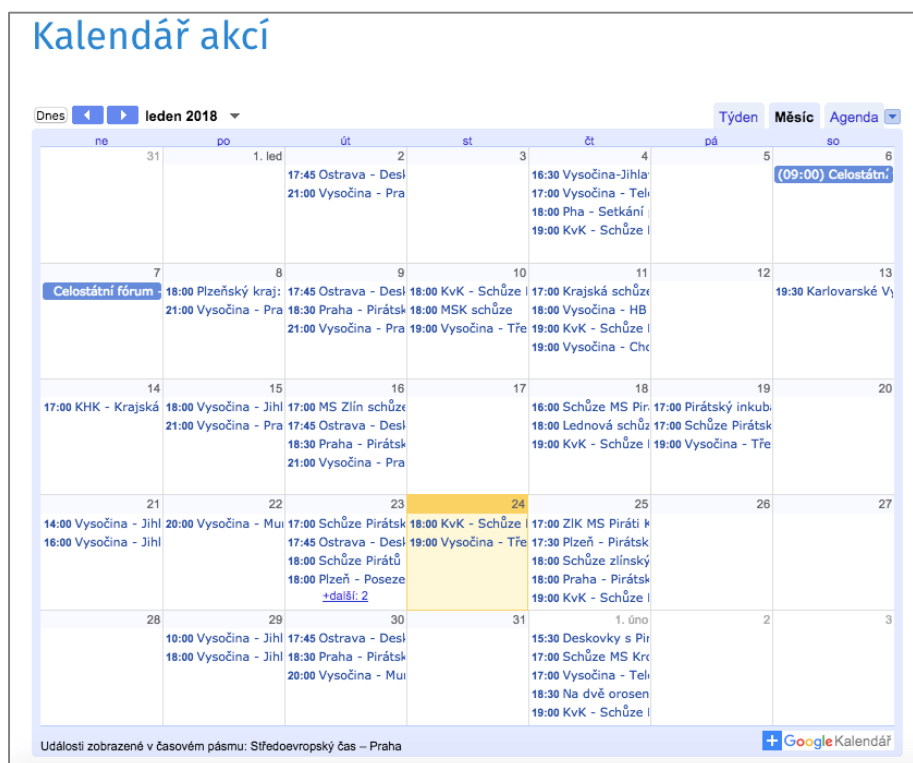 Kalendář akcí
Dnes leden 2018 Týden Měsíc Agenda
ne po út st čt pá so
31 1. led 2 3 4 5 6
17:45 Ostrava - Desk
21:00 Vysočina - Pra
16:30 Vysočina-Jihla
17:00 Vysočina - Tele
18:00 Pha - Setkání
19:00 KvK - Schůze
(09:00) Celostátní
7 8 9 10 11 12 13
Celostátní fórum -
18:00 Plzeňský kraj:
21:00 Vysočina - Pra
17:45 Ostrava - Desk
18:30 Praha - Pirátsk
21:00 Vysočina - Pra
18:00 KvK - Schůze
18:00 MSK schůze
19:00 Vysočina - Tře
17:00 Krajská schůze
18:00 Vysočina - HB
19:00 KvK - Schůze
19:00 Vysočina - Cho
19:30 Karlovarské Vy
14 15 16 17 18 19 20
17:00 KHK - Krajská
18:00 Vysočina - Jihl
21:00 Vysočina - Pra
17:00 MS Zlín schůze
17:45 Ostrava - Desk
18:30 Praha - Pirátsk
21:00 Vysočina - Pra
16:00 Schůze MS Pir
18:00 Lednová schůz
19:00 KvK - Schůze
17:00 Pirátský inkub
17:00 Schůze Pirátsk
19:00 Vysočina - Tře
21 22 23 24 25 26 27
14:00 Vysočina - Jihl
16:00 Vysočina - Jihl
20:00 Vysočina - Mu
17:00 Schůze Pirátsk
17:45 Ostrava - Desk
18:00 Schůze Pirátů
18:00 Plzeň - Poseze
+další: 2
18:00 KvK - Schůze
19:00 Vysočina - Tře
17:00 ZlK MS Piráti K
17:30 Plzeň - Pirátsk
18:00 Schůze zlínský
18:00 Praha - Pirátsk
19:00 KvK - Schůze
28 29 30 31 1. úno 2 3
10:00 Vysočina - Jihl
18:00 Vysočina - Jihl
17:45 Ostrava - Desk
18:30 Praha - Pirátsk
20:00 Vysočina - Mu
15:30 Deskovky s Pir
17:00 Schůze MS Kro
17:00 Vysočina - Tele
18:30 Na dvě orosen
19:00 KvK - Schůze
Události zobrazené v časovém pásmu: Středoevropský čas – Praha
Google Kalendář